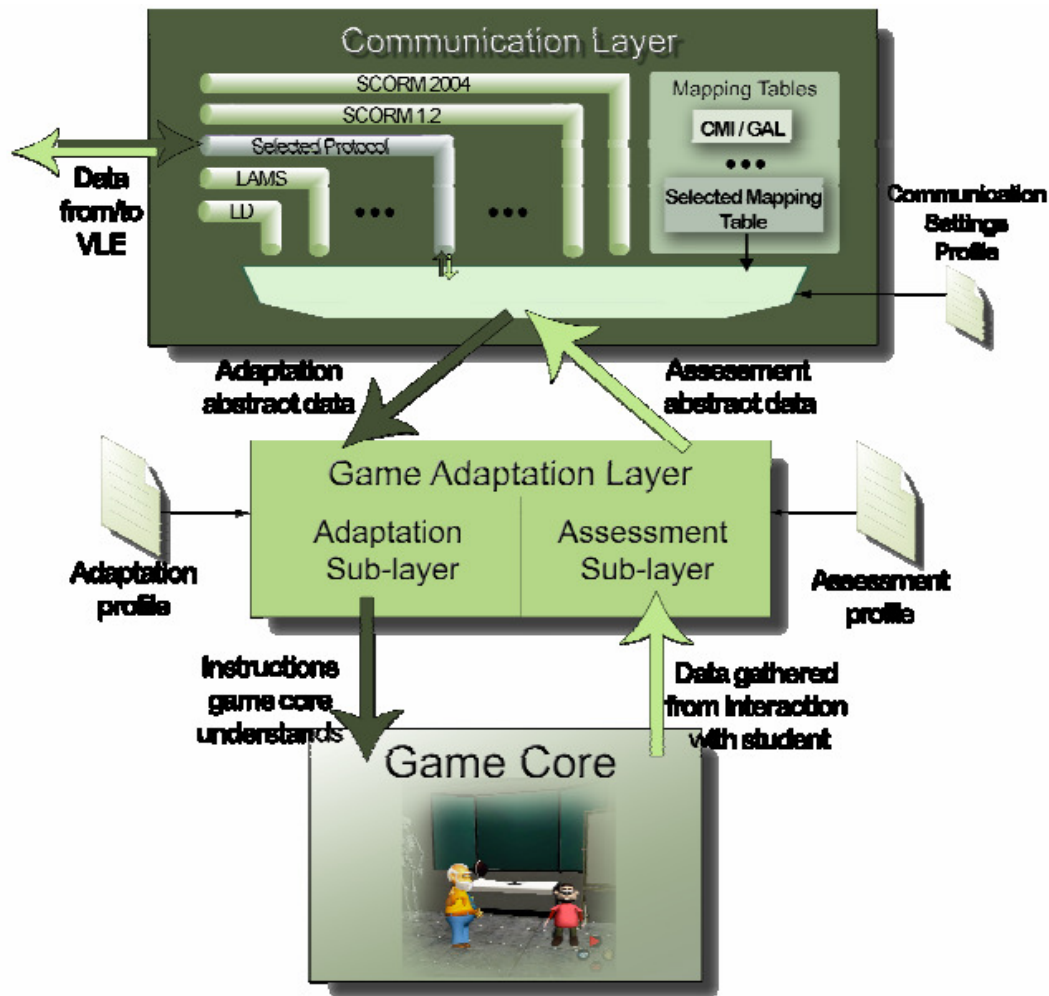 Communication Layer
SCORM 2004
SCORM 1.2
Selected Protocol
LAMS
LD
•••
•••
Mapping Tables
CMI / GAL
•••
Selected Mapping
Table
Data
from/to
VLE
Communication
Settings
Profile
Adaptation
abstract data
Assessment
abstract data
Game Adaptation Layer
Adaptation
Sub-layer
Assessment
Sub-layer
Adaptation
profile
Assessment
profile
Instructions
game core
understands
Data gathered
from interaction
with student
Game Core